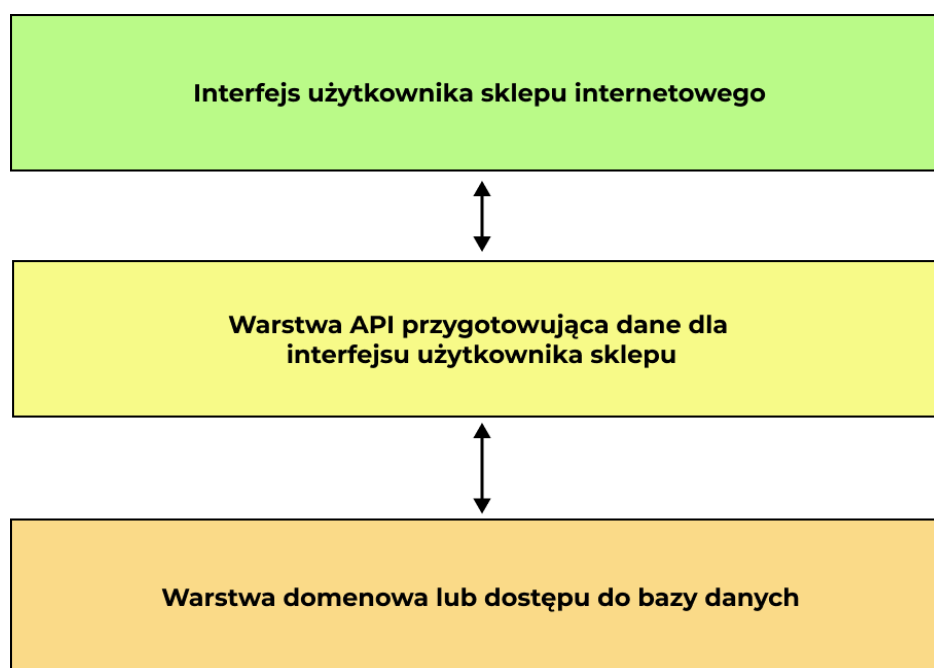 Interfejs użytkownika sklepu internetowego
Warstwa API przygotowująca dane dla
interfejsu użytkownika sklepu
Warstwa domenowa lub dostępu do bazy danych